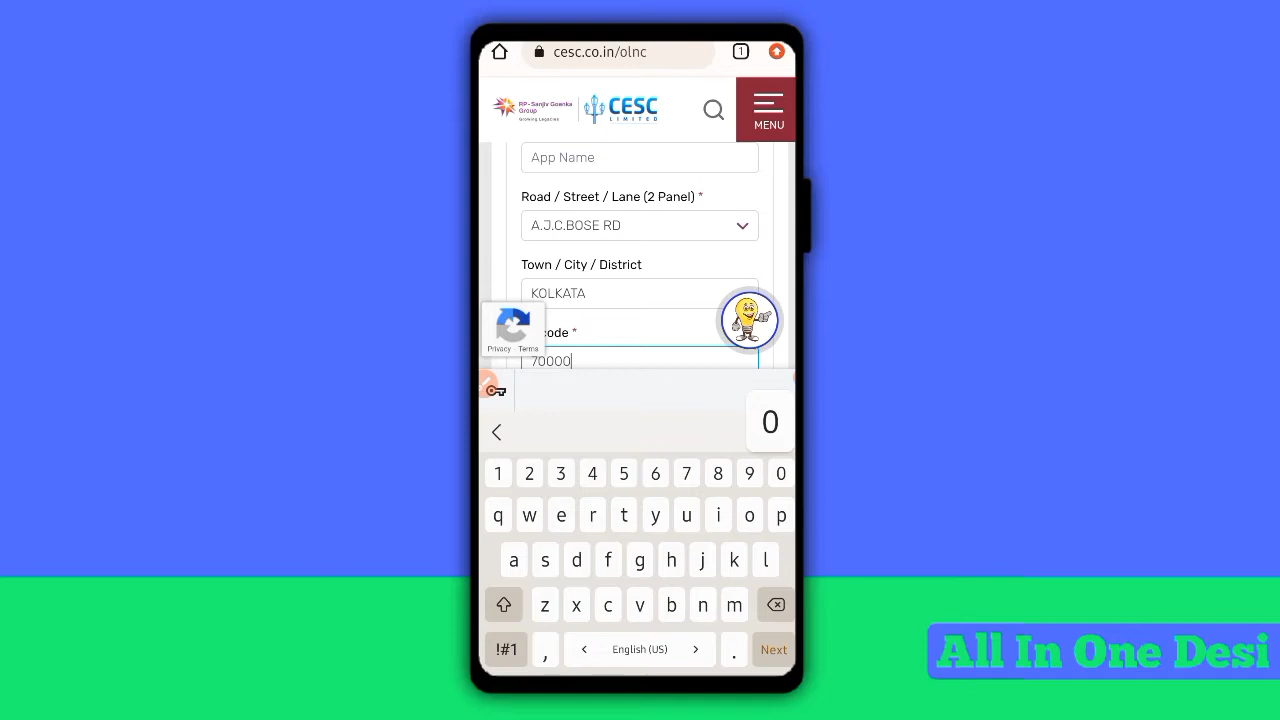 cesc.co.in/olnc
1
RP-Sanjiv Goenka
Group
Growing Legacies
CESC
LIMITED
MENU
App Name
Road / Street / Lane (2 Panel) *
A.J.C.BOSE RD
Town / City / District
KOLKATA
code *
Privacy - Terms
70000
0
1 2 3 4 5 6 7 8 9 0
q w e r t y u i o p
a s d f g h j k l
z x c v b n m
!#1 , < English (US) > . Next
All In One Desi